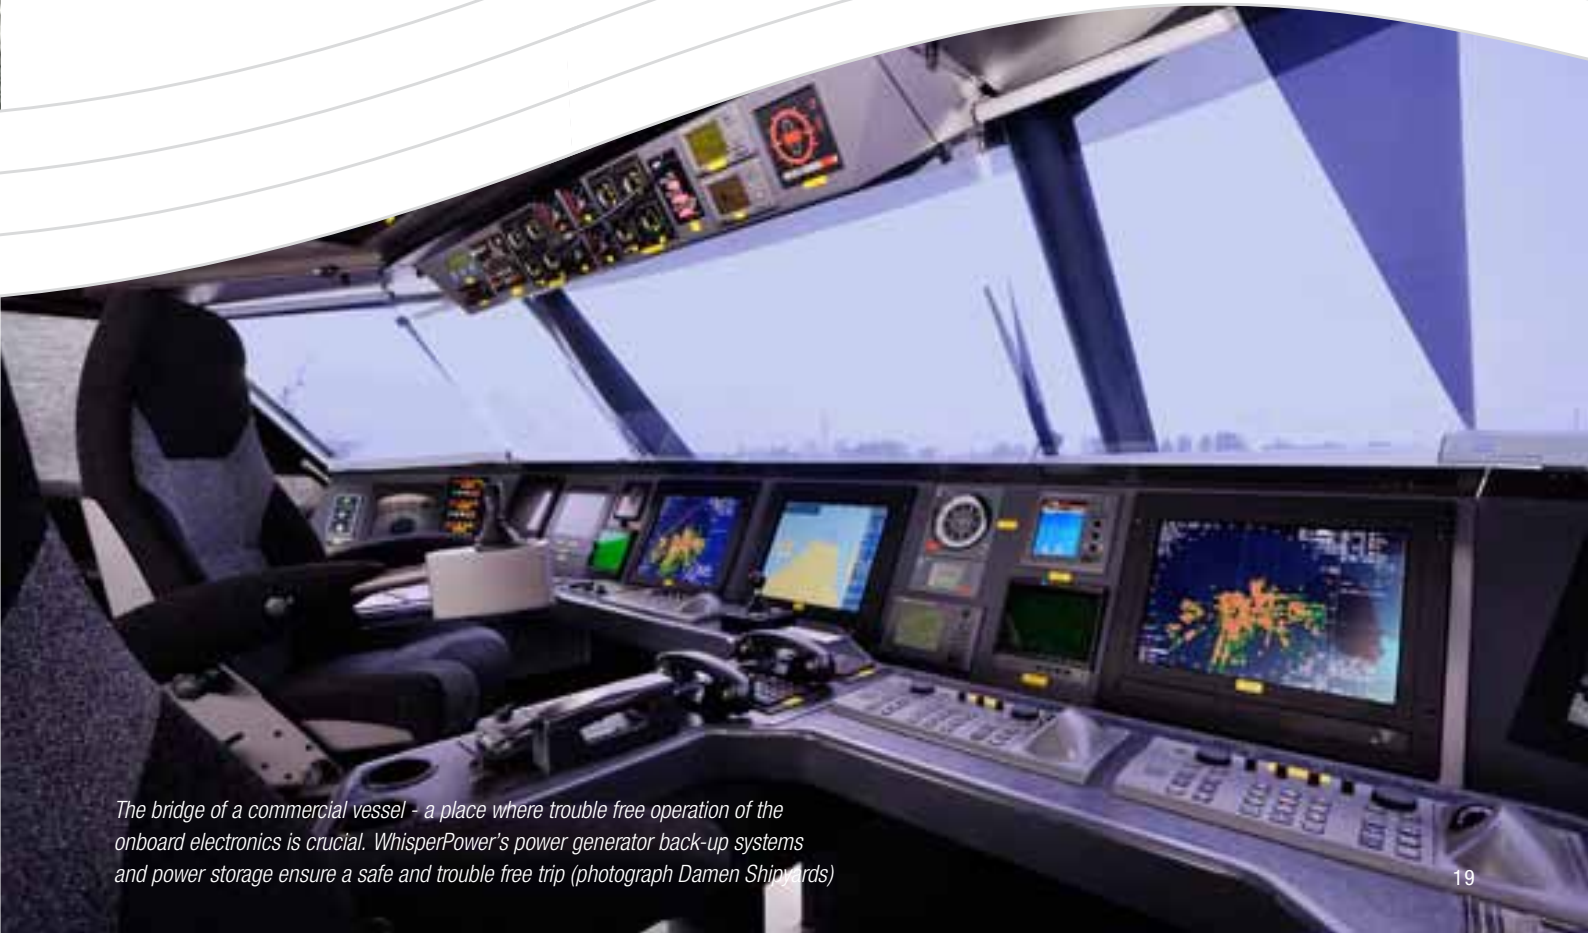 The bridge of a commercial vessel - a place where trouble free operation of the
onboard electronics is crucial. WhisperPower's power generator back-up systems
and power storage ensure a safe and trouble free trip (photograph Damen Shipyards)
19